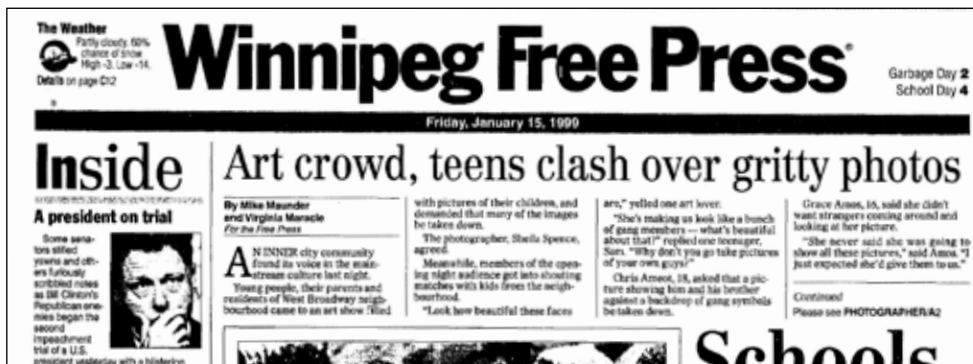 The Weather
Partly cloudy. 60%
chance of snow.
High -3. Low -14.
Details on page D12
Winnipeg Free Press
Garbage Day 2
School Day 4
Friday, January 15, 1999
Inside
A president on trial
Some sena-
tors stifled
yawns and oth-
ers furiously
scribbled notes
as Bill Clinton's
Republican ene-
mies began the
second
impeachment
trial of a U.S.
president yesterday with a blistering
Art crowd, teens clash over gritty photos
By Mike Maunder
and Virginia Maracle
For the Free Press
AN INNER city community
found its voice in the main-
stream culture last night.
Young people, their parents and
residents of West Broadway neigh-
bourhood came to an art show filled
with pictures of their children, and
demanded that many of the images
be taken down.
The photographer, Sheila Spence,
agreed.
Meanwhile, members of the open-
ing night audience got into shouting
matches with kids from the neigh-
bourhood.
"Look how beautiful these faces
are," yelled one art lover.
"She's making us look like a bunch
of gang members — what's beautiful
about that?" replied one teenager,
Sam. "Why don't you go take pictures
of your own guys?"
Chris Ameot, 18, asked that a pic-
ture showing him and his brother
against a backdrop of gang symbols
be taken down.
Grace Amos, 16, said she didn't
want strangers coming around and
looking at her picture.
"She never said she was going to
show all these pictures," said Amos. "I
just expected she'd give them to us."
Continued
Please see PHOTOGRAPHER/A2
Schools